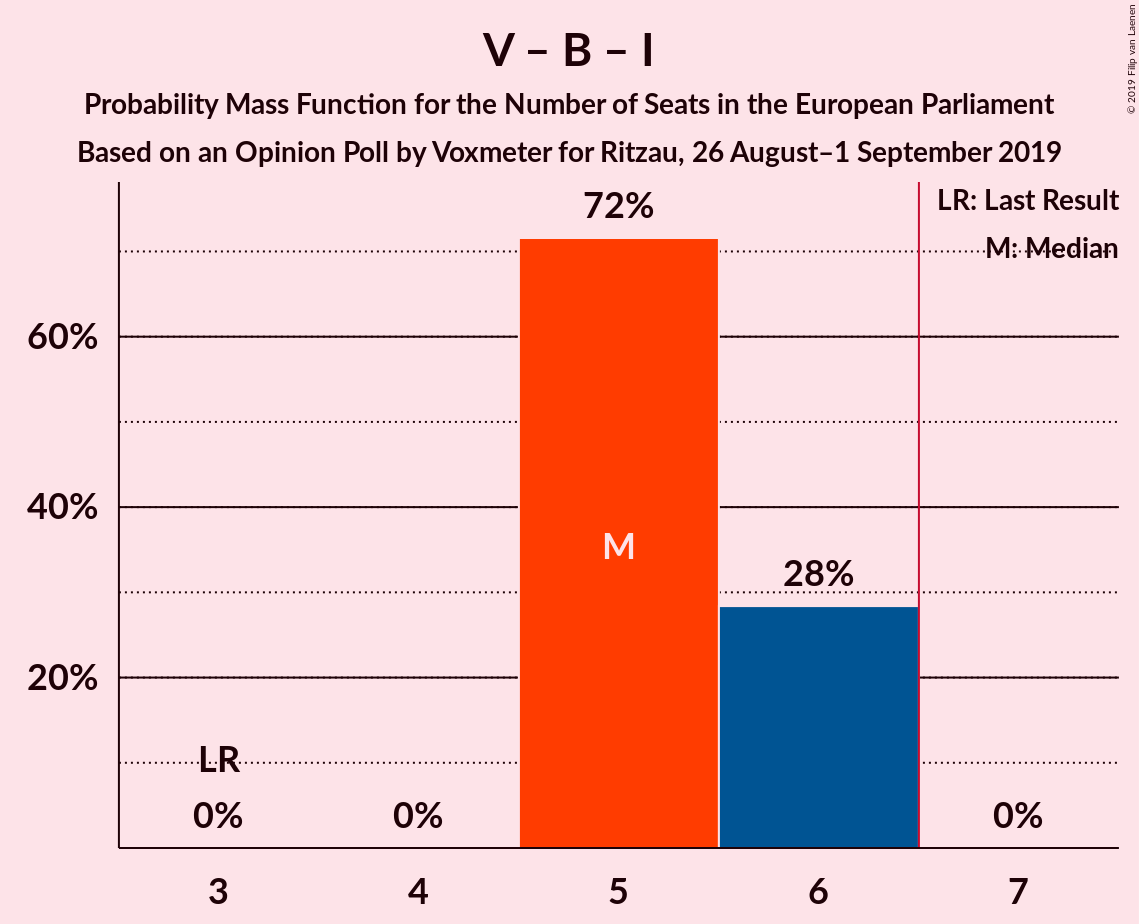 V – B – I
Probability Mass Function for the Number of Seats in the European Parliament
Based on an Opinion Poll by Voxmeter for Ritzau, 26 August–1 September 2019
© 2019 Filip van Laenen
LR: Last Result
M: Median
72%
60%
40%
20%
M
28%
LR
0%
0%
0%
3
4
5
6
7